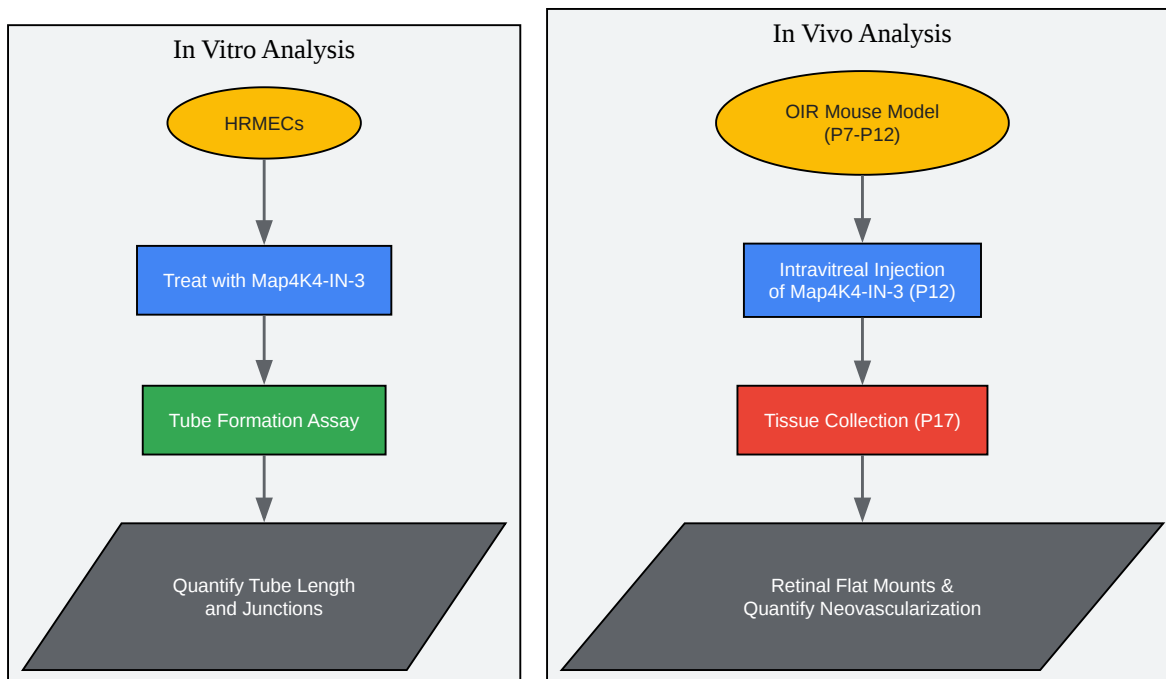 In Vitro Analysis
HRMECs
Treat with Map4K4-IN-3
Tube Formation Assay
Quantify Tube Length
and Junctions
In Vivo Analysis
OIR Mouse Model
(P7-P12)
Intravitreal Injection
of Map4K4-IN-3 (P12)
Tissue Collection (P17)
Retinal Flat Mounts &
Quantify Neovascularization